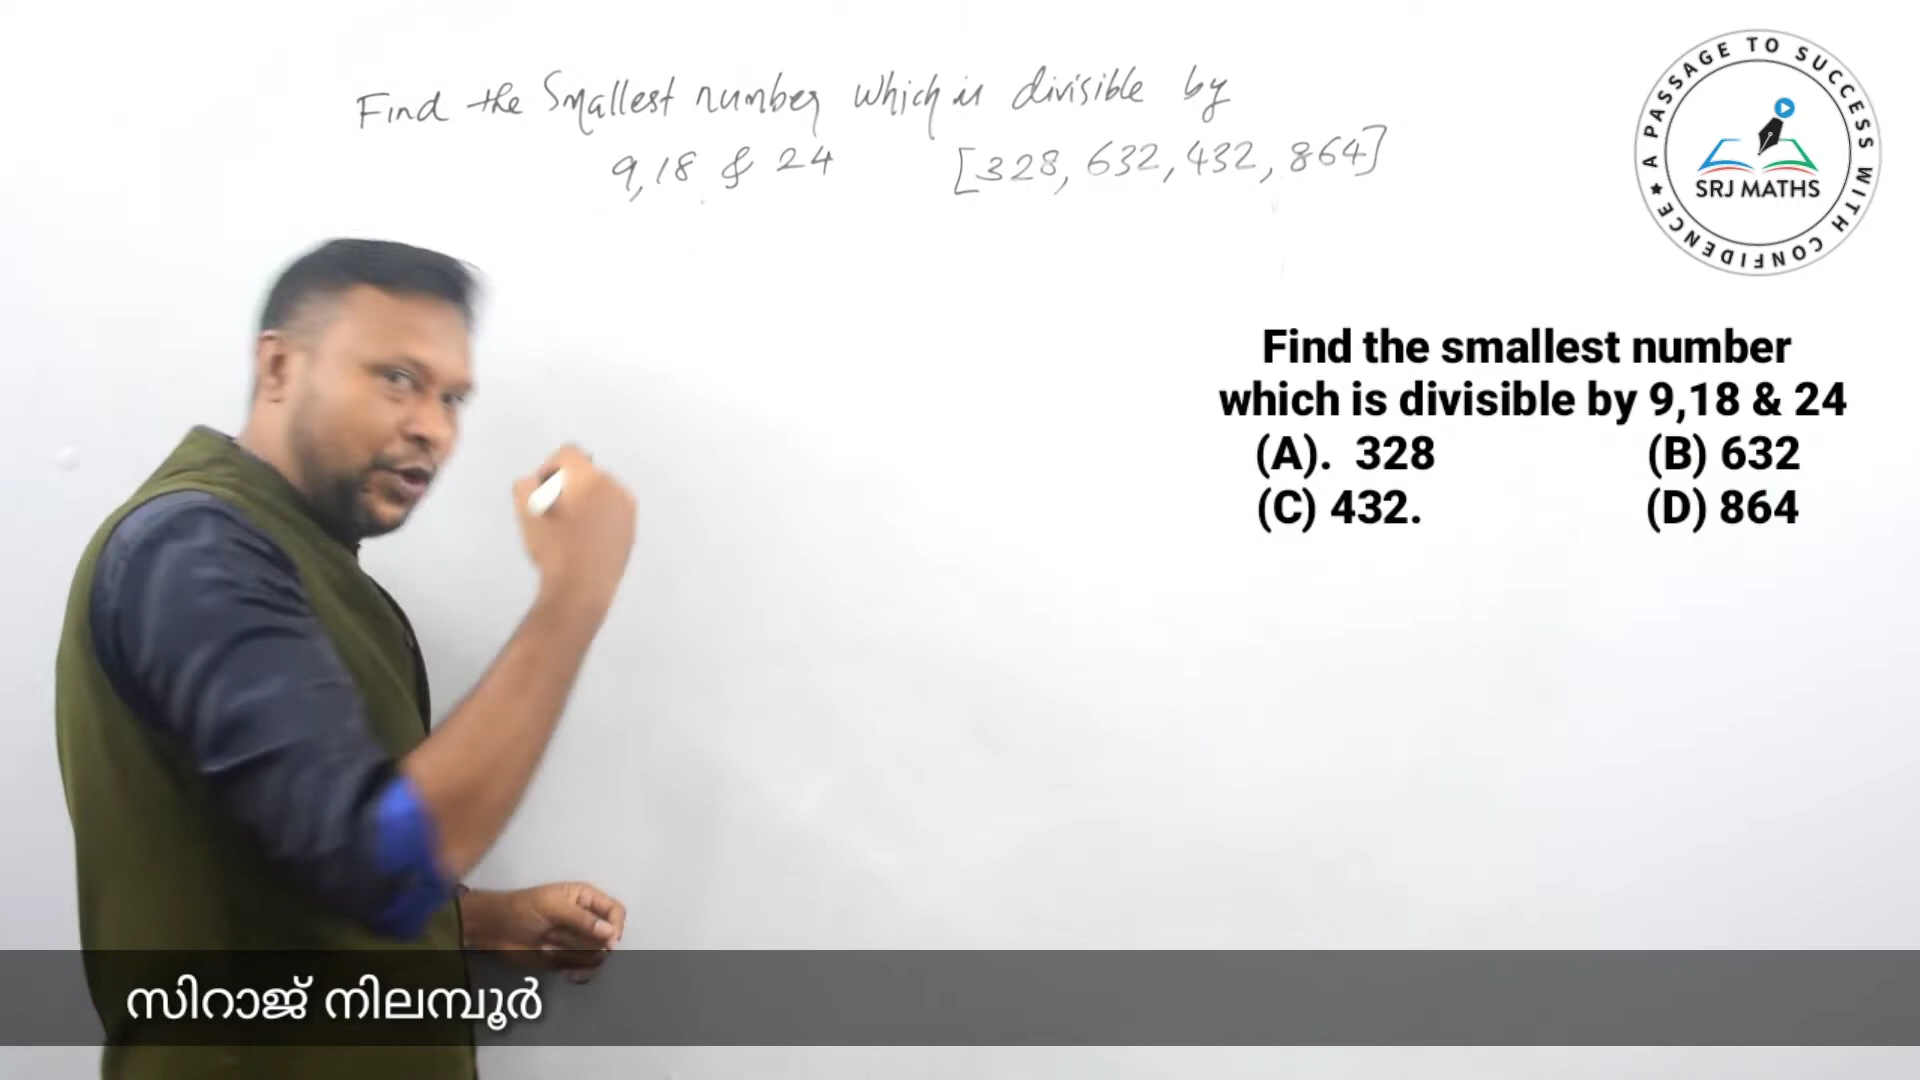 Find the Smallest number which is divisible by
9,18 & 24 [328, 632, 432, 864]
A PASSAGE TO SUCCESS WITH CONFIDENCE ★
SRJ MATHS
Find the smallest number
which is divisible by 9,18 & 24
(A). 328 (B) 632
(C) 432. (D) 864
സിറാജ് നിലമ്പൂർ